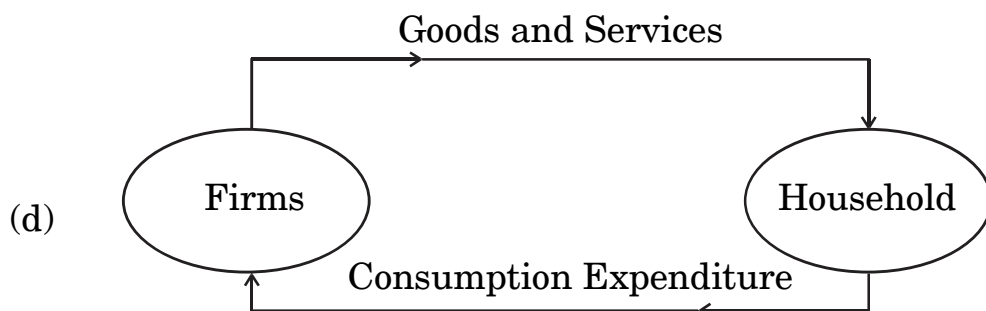 Goods and Services
Firms
Household
(d)
Consumption Expenditure